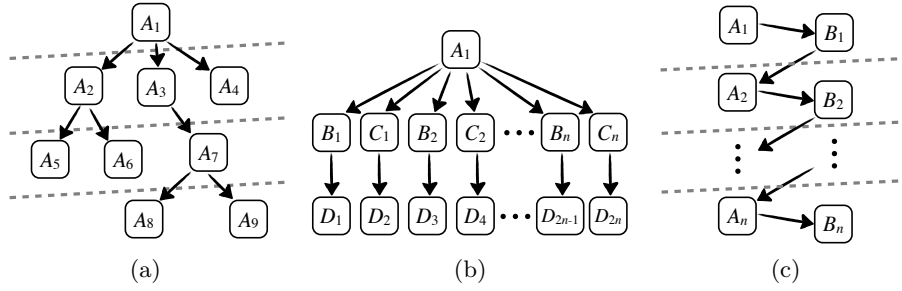 A₁
A₂ A₃ A₄
A₅ A₆ A₇
A₈ A₉
(a)
A₁
B₁ C₁ B₂ C₂ ••• Bₙ Cₙ
D₁ D₂ D₃ D₄ ••• D₂ₙ₋₁ D₂ₙ
(b)
A₁ B₁
A₂ B₂
Aₙ Bₙ
(c)